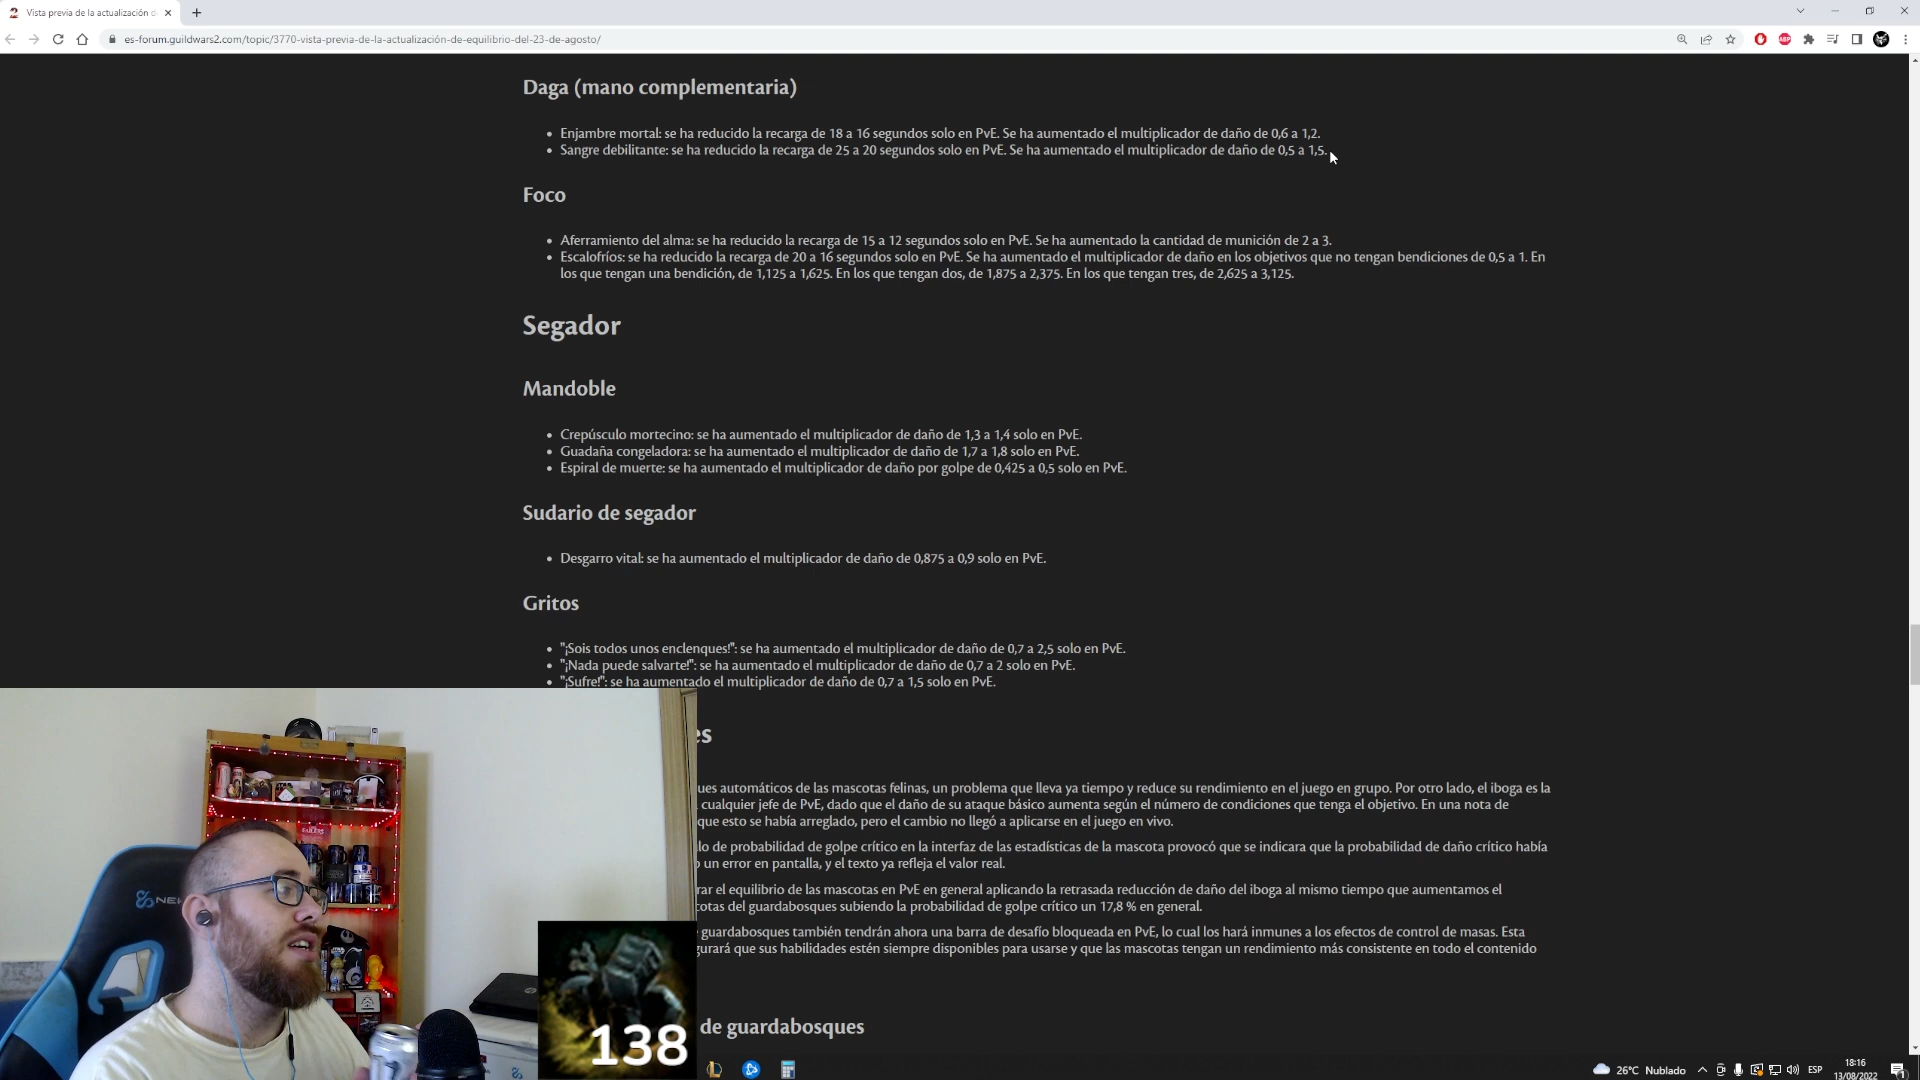 Vista previa de la actualización d
es-forum.guildwars2.com/topic/3770-vista-previa-de-la-actualización-de-equilibrio-del-23-de-agosto/
ABP
Daga (mano complementaria)
• Enjambre mortal: se ha reducido la recarga de 18 a 16 segundos solo en PvE. Se ha aumentado el multiplicador de daño de 0,6 a 1,2.
• Sangre debilitante: se ha reducido la recarga de 25 a 20 segundos solo en PvE. Se ha aumentado el multiplicador de daño de 0,5 a 1,5.
Foco
• Aferramiento del alma: se ha reducido la recarga de 15 a 12 segundos solo en PvE. Se ha aumentado la cantidad de munición de 2 a 3.
• Escalofríos: se ha reducido la recarga de 20 a 16 segundos solo en PvE. Se ha aumentado el multiplicador de daño en los objetivos que no tengan bendiciones de 0,5 a 1. En
los que tengan una bendición, de 1,125 a 1,625. En los que tengan dos, de 1,875 a 2,375. En los que tengan tres, de 2,625 a 3,125.
Segador
Mandoble
• Crepúsculo mortecino: se ha aumentado el multiplicador de daño de 1,3 a 1,4 solo en PvE.
• Guadaña congeladora: se ha aumentado el multiplicador de daño de 1,7 a 1,8 solo en PvE.
• Espiral de muerte: se ha aumentado el multiplicador de daño por golpe de 0,425 a 0,5 solo en PvE.
Sudario de segador
• Desgarro vital: se ha aumentado el multiplicador de daño de 0,875 a 0,9 solo en PvE.
Gritos
• "¡Sois todos unos enclenques!": se ha aumentado el multiplicador de daño de 0,7 a 2,5 solo en PvE.
• "¡Nada puede salvarte!": se ha aumentado el multiplicador de daño de 0,7 a 2 solo en PvE.
• "¡Sufre!": se ha aumentado el multiplicador de daño de 0,7 a 1,5 solo en PvE.
es
ues automáticos de las mascotas felinas, un problema que lleva ya tiempo y reduce su rendimiento en el juego en grupo. Por otro lado, el iboga es la
cualquier jefe de PvE, dado que el daño de su ataque básico aumenta según el número de condiciones que tenga el objetivo. En una nota de
que esto se había arreglado, pero el cambio no llegó a aplicarse en el juego en vivo.
lo de probabilidad de golpe crítico en la interfaz de las estadísticas de la mascota provocó que se indicara que la probabilidad de daño crítico había
un error en pantalla, y el texto ya refleja el valor real.
rar el equilibrio de las mascotas en PvE en general aplicando la retrasada reducción de daño del iboga al mismo tiempo que aumentamos el
cotas del guardabosques subiendo la probabilidad de golpe crítico un 17,8 % en general.
guardabosques también tendrán ahora una barra de desafío bloqueada en PvE, lo cual los hará inmunes a los efectos de control de masas. Esta
gurará que sus habilidades estén siempre disponibles para usarse y que las mascotas tengan un rendimiento más consistente en todo el contenido
de guardabosques
138
26°C Nublado
ESP
18:16
13/08/2022